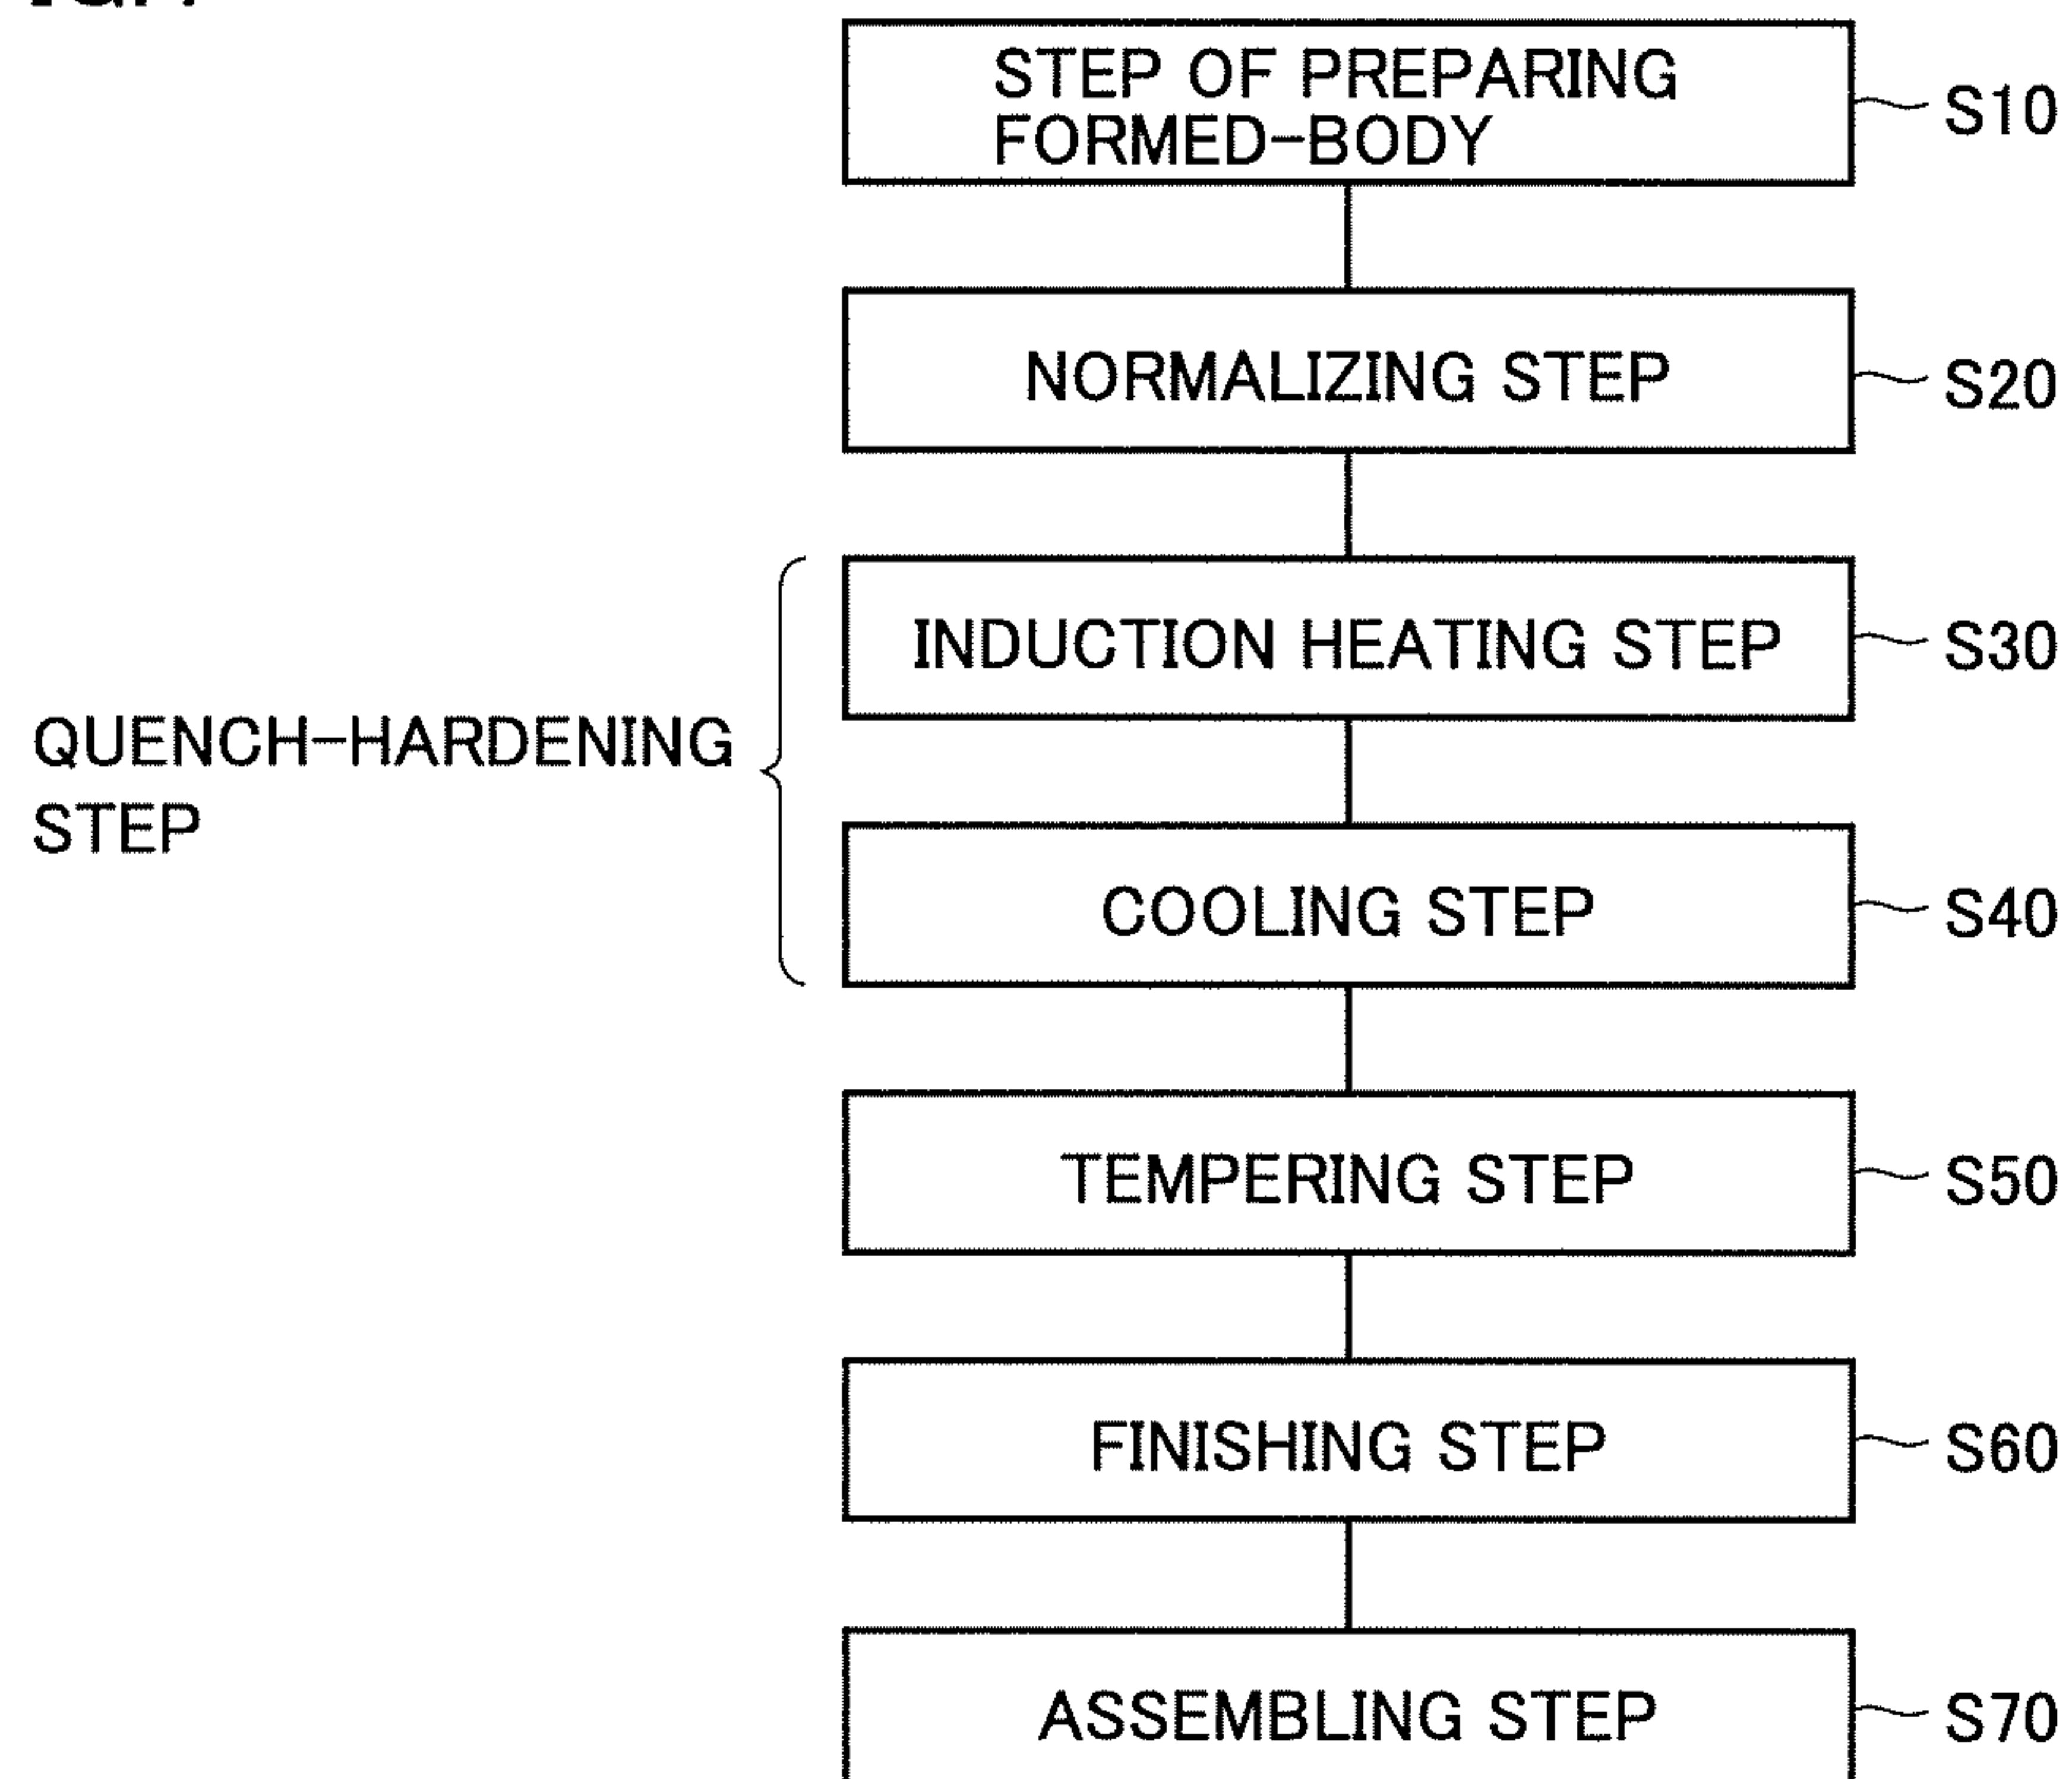 STEP OF PREPARING
FORMED-BODY
S10
NORMALIZING STEP
S20
INDUCTION HEATING STEP
S30
QUENCH-HARDENING
STEP
COOLING STEP
S40
TEMPERING STEP
S50
FINISHING STEP
S60
ASSEMBLING STEP
S70